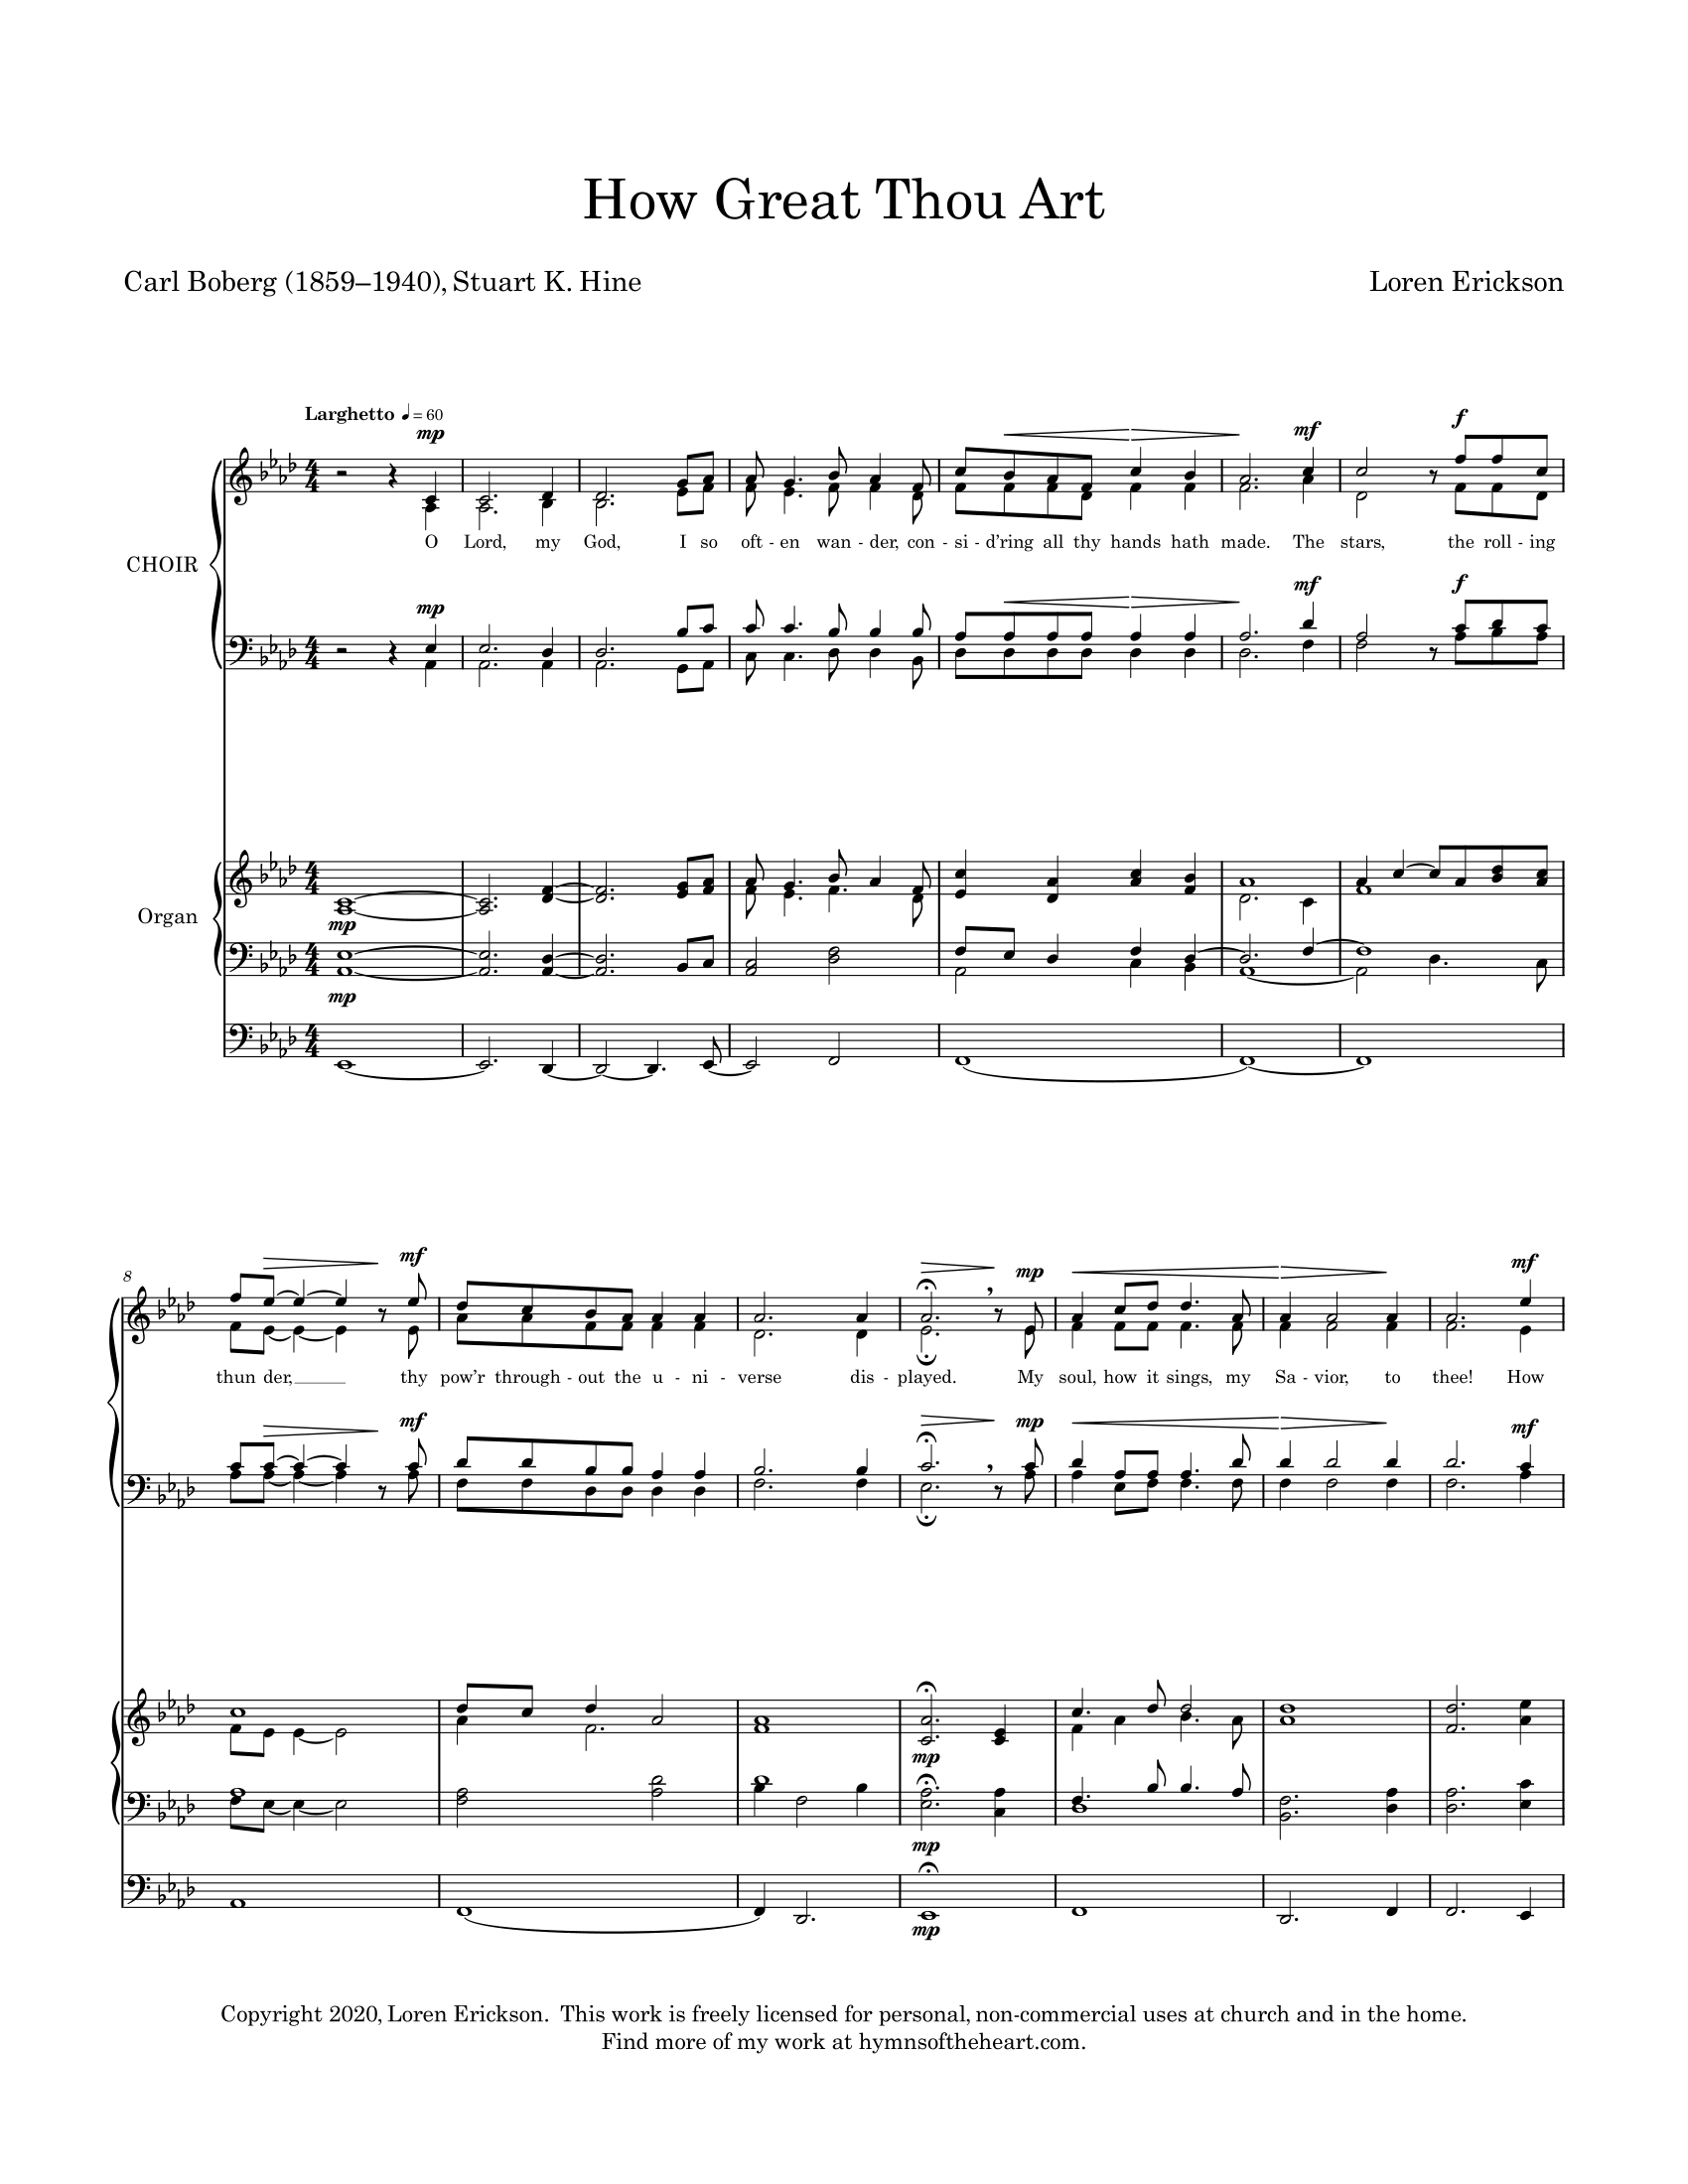 How Great Thou Art
Carl Boberg (1859–1940), Stuart K. Hine
Loren Erickson
Larghetto ♩ = 60
mp mf f
CHOIR
O Lord, my God, I so oft - en wan - der, con - si - d’ring all thy hands hath made. The stars, the roll - ing
mp mf f
Organ
mp
mp
8
mf mp mf
thun der, __ thy pow’r through - out the u - ni - verse dis - played. My soul, how it sings, my Sa - vior, to thee! How
mf mp mf
mp
mp
mp
Copyright 2020, Loren Erickson. This work is freely licensed for personal, non-commercial uses at church and in the home.
Find more of my work at hymnsoftheheart.com.